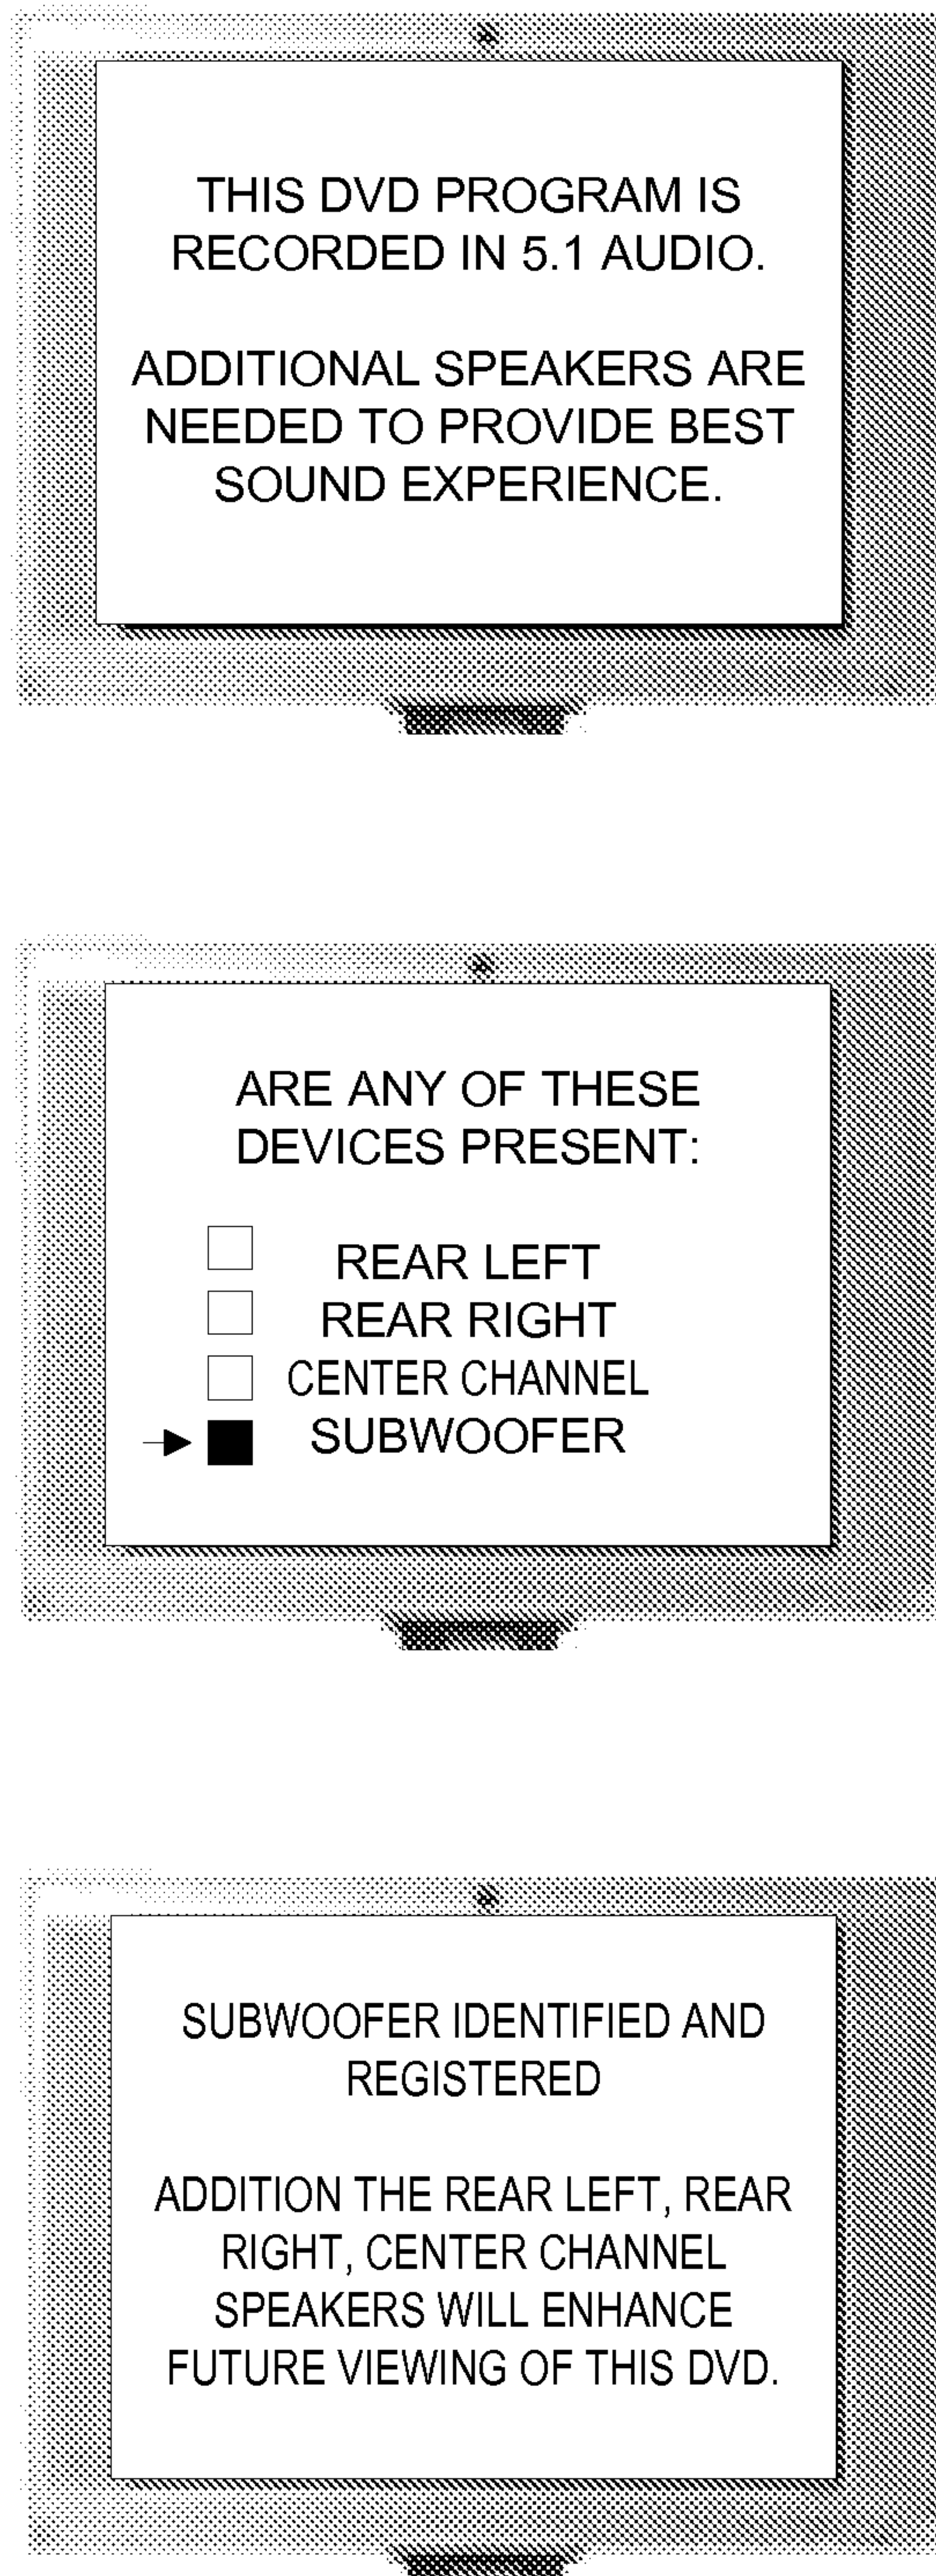 THIS DVD PROGRAM IS
RECORDED IN 5.1 AUDIO.
ADDITIONAL SPEAKERS ARE
NEEDED TO PROVIDE BEST
SOUND EXPERIENCE.
ARE ANY OF THESE
DEVICES PRESENT:
REAR LEFT
REAR RIGHT
CENTER CHANNEL
SUBWOOFER
SUBWOOFER IDENTIFIED AND
REGISTERED
ADDITION THE REAR LEFT, REAR
RIGHT, CENTER CHANNEL
SPEAKERS WILL ENHANCE
FUTURE VIEWING OF THIS DVD.